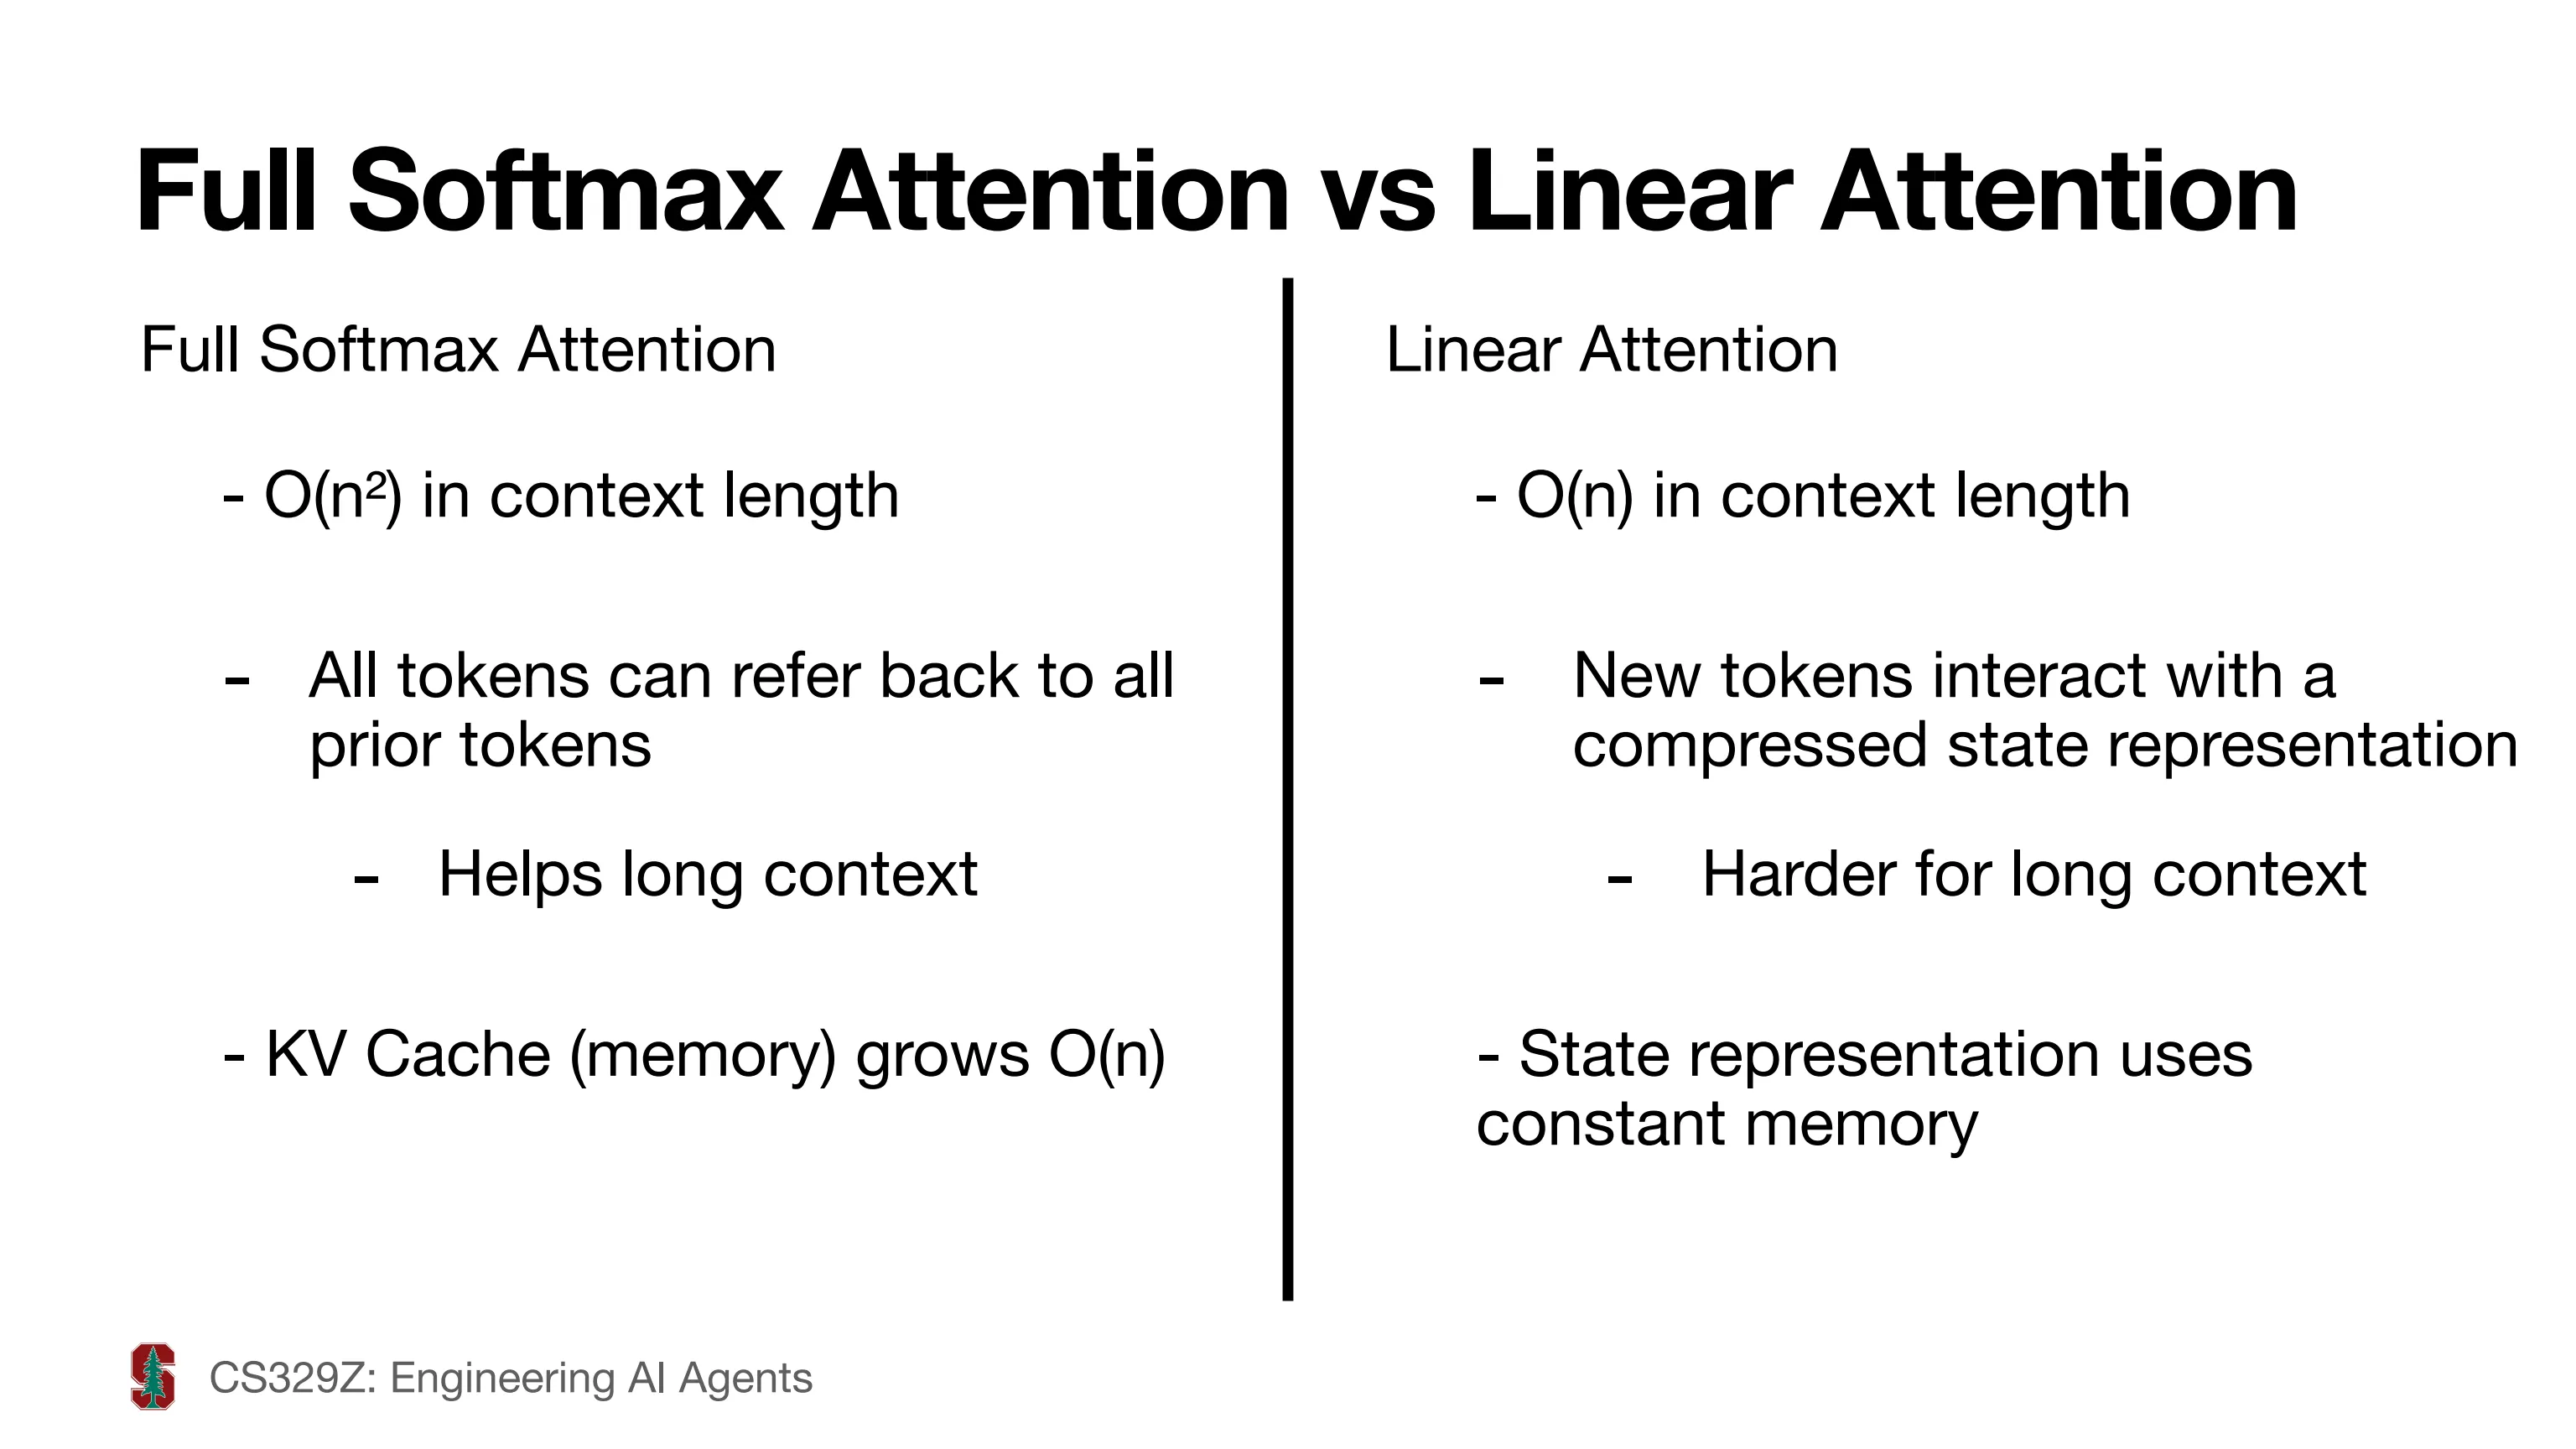 Full Softmax Attention vs Linear Attention
Full Softmax Attention
- O(n²) in context length
- All tokens can refer back to all
prior tokens
- Helps long context
- KV Cache (memory) grows O(n)
Linear Attention
- O(n) in context length
- New tokens interact with a
compressed state representation
- Harder for long context
- State representation uses
constant memory
CS329Z: Engineering AI Agents